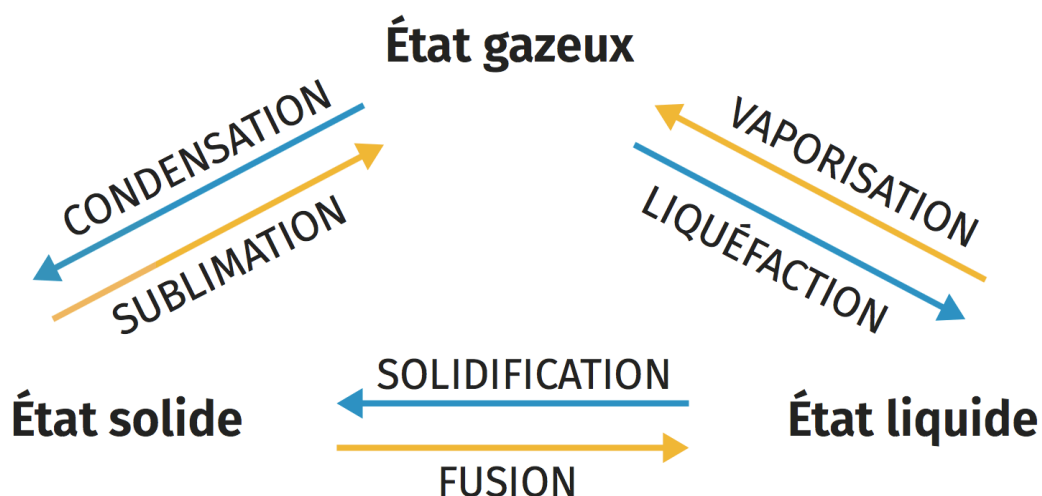 État gazeux
CONDENSATION
SUBLIMATION
VAPORISATION
LIQUÉFACTION
SOLIDIFICATION
État solide
État liquide
FUSION